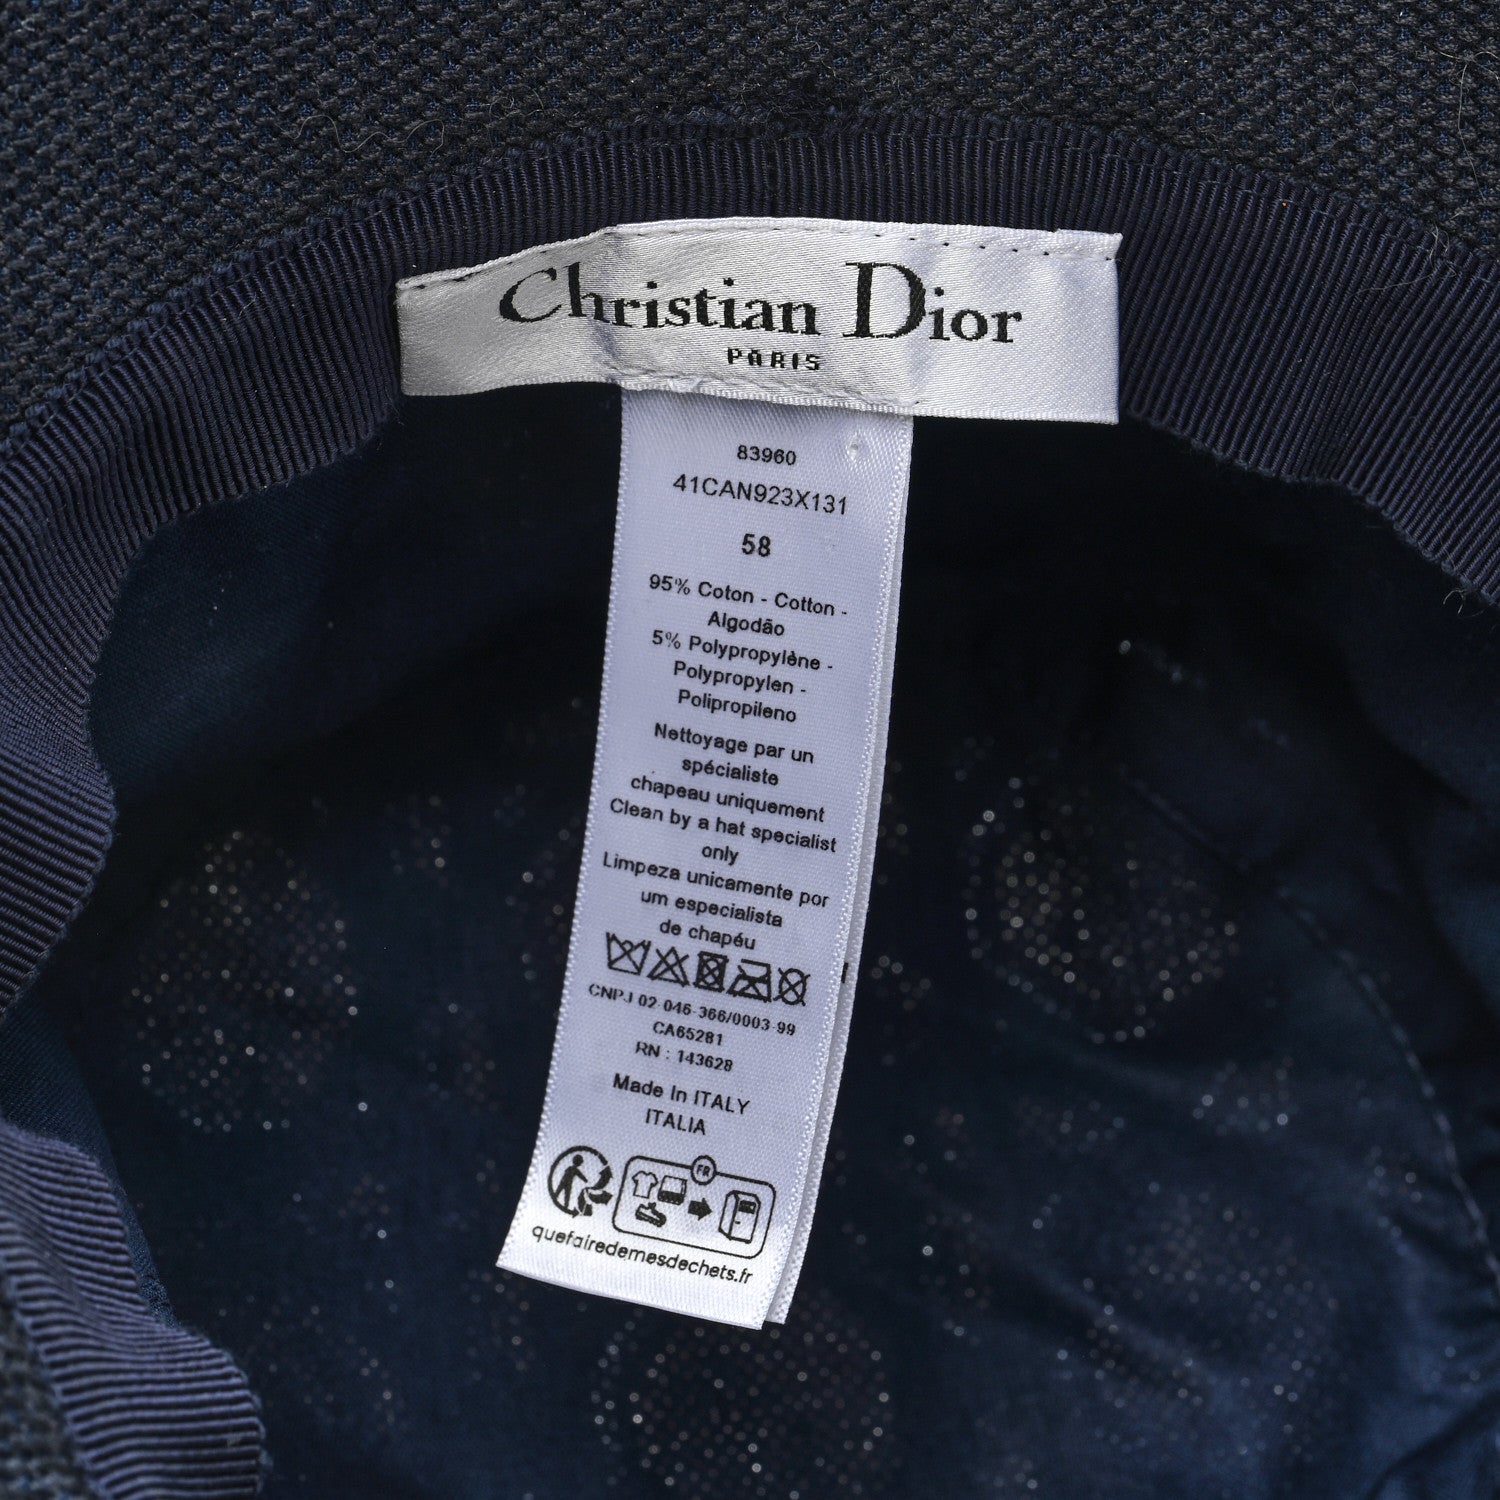 Christian Dior
PARIS
83960
41CAN923X131
58
95% Coton - Cotton -
Algodão
5% Polypropylène -
Polypropylen -
Polipropileno
Nettoyage par un
spécialiste
chapeau uniquement
Clean by a hat specialist
only
Limpeza unicamente por
um especialista
de chapéu
CNPJ 02-046-366/0003-99
CA65281
RN : 143628
Made In ITALY
ITALIA
FR
quefairedemesdechets.fr